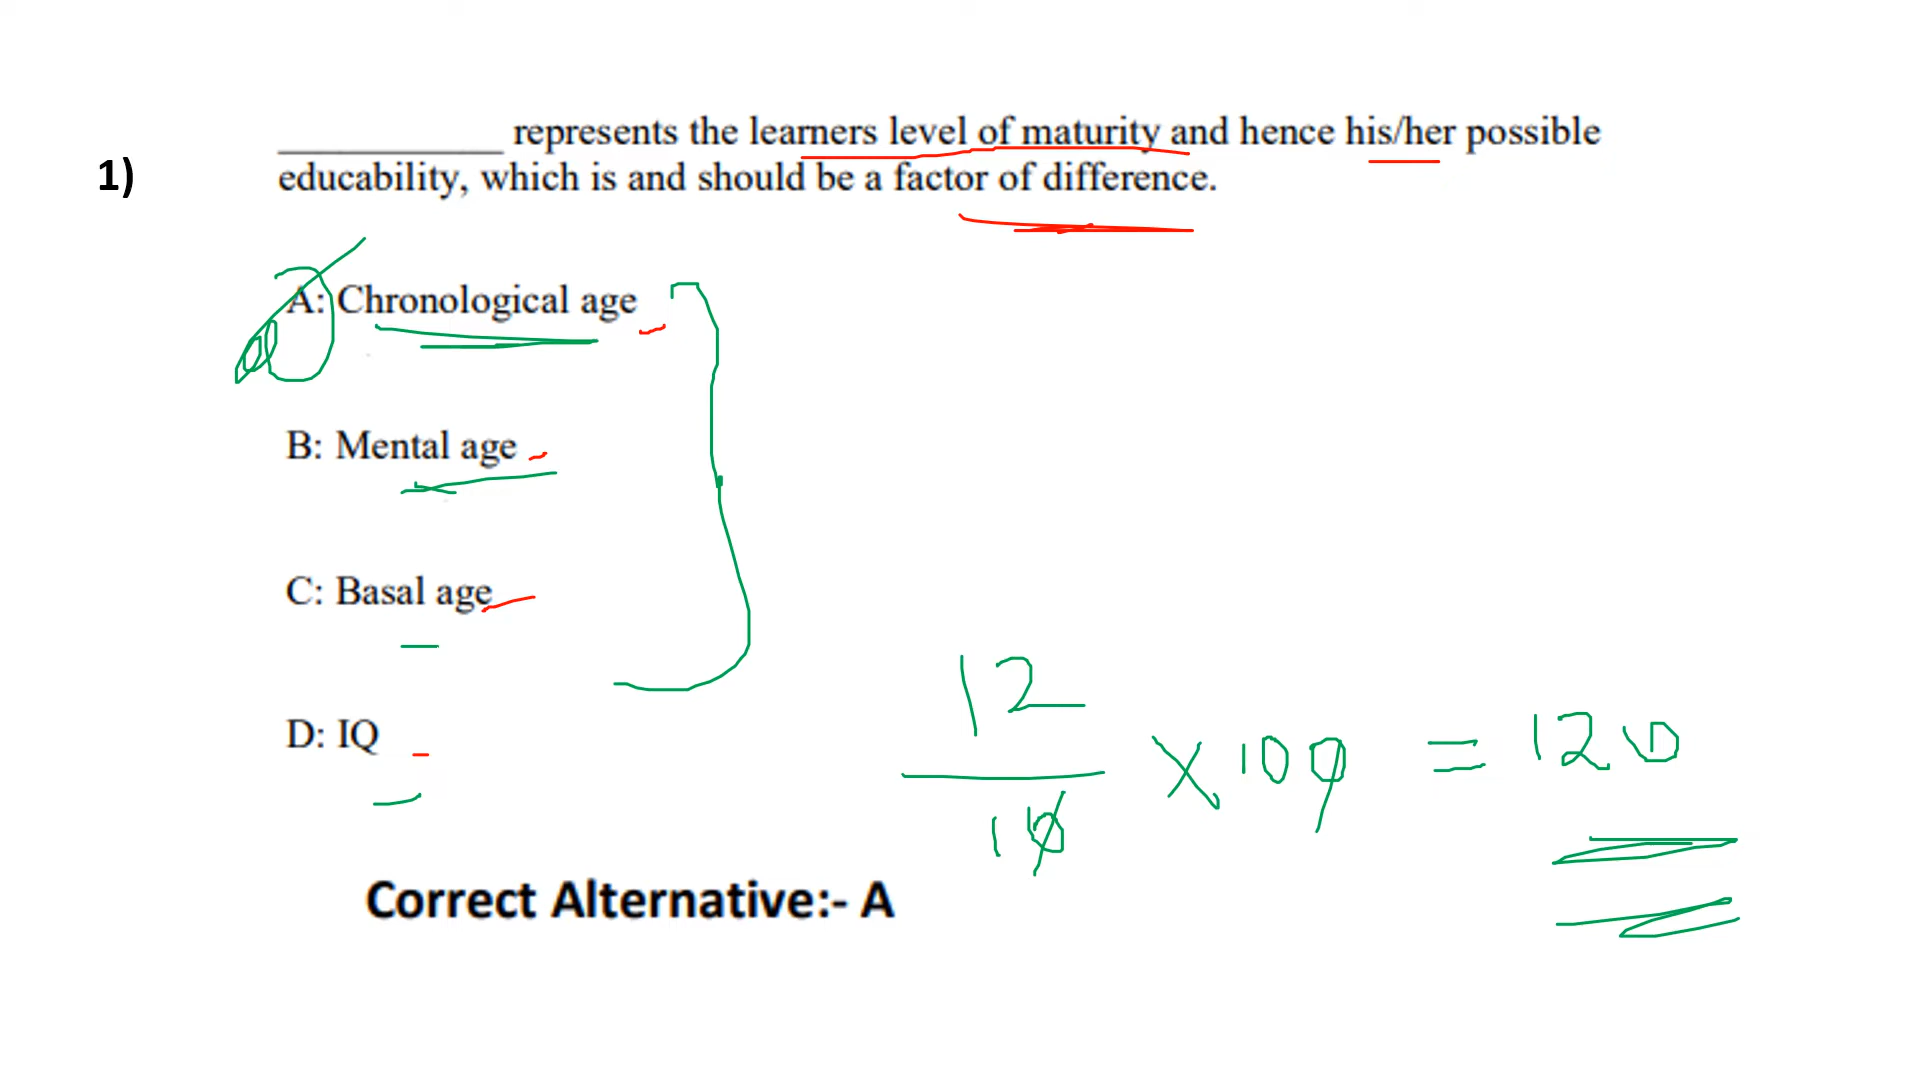 1)
____________ represents the learners level of maturity and hence his/her possible
educability, which is and should be a factor of difference.
A: Chronological age
B: Mental age
C: Basal age
D: IQ
12
10
× 100 = 120
Correct Alternative:- A